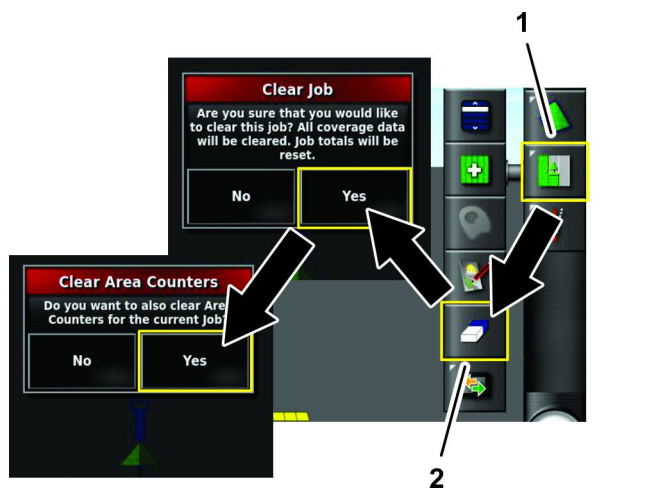 1
Clear Job
Are you sure that you would like
to clear this job? All coverage data
will be cleared. Job totals will be
reset.
No
Yes
Clear Area Counters
Do you want to also clear Are
Counters for the current Job?
No
Yes
2